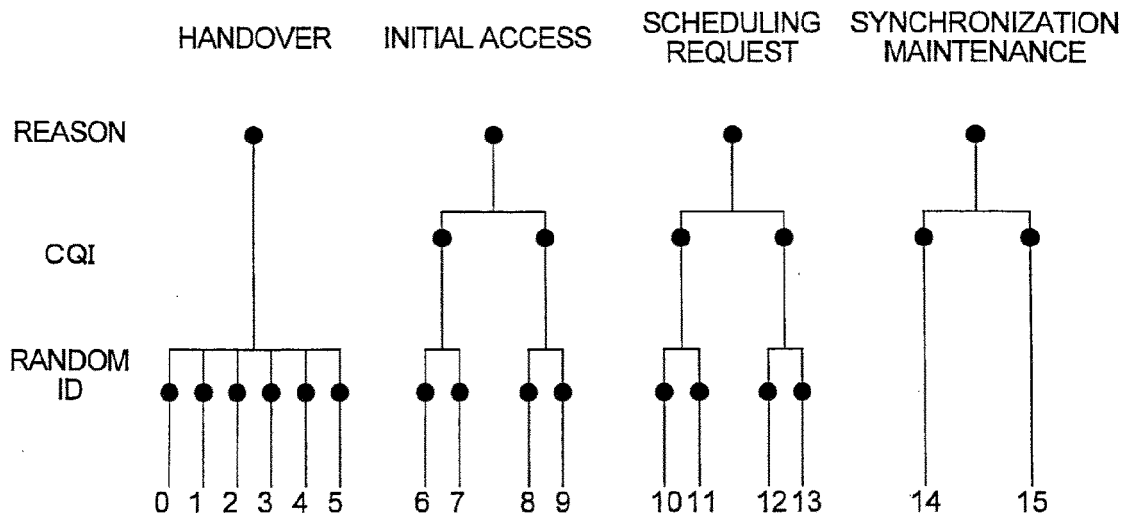 HANDOVER
INITIAL ACCESS
SCHEDULING
REQUEST
SYNCHRONIZATION
MAINTENANCE
REASON
CQI
RANDOM
ID
0 1 2 3 4 5 6 7 8 9 10 11 12 13 14 15